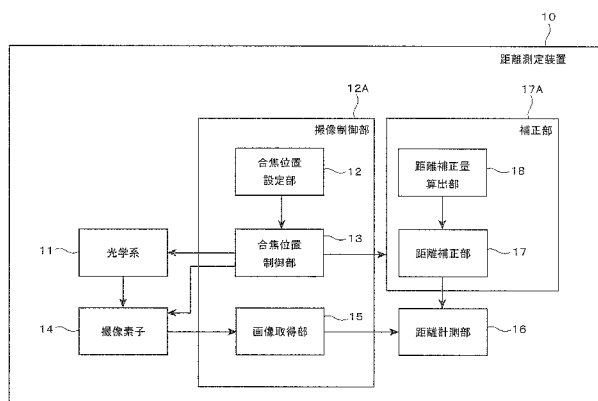 10
距離測定装置
12A
撮像制御部
17A
補正部
合焦位置
設定部
12
距離補正量
算出部
18
11
光学系
合焦位置
制御部
13
距離補正部
17
14
撮像素子
画像取得部
15
距離計測部
16